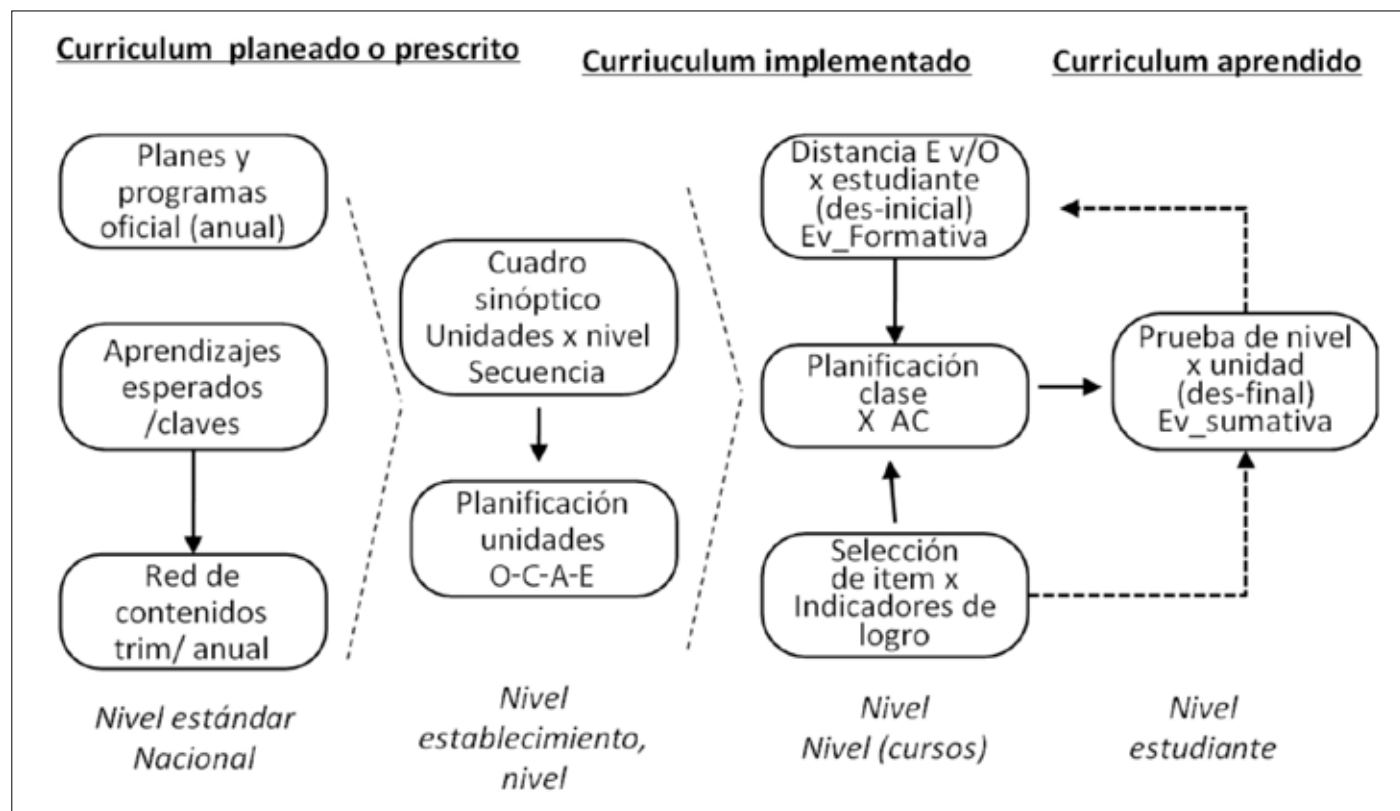 Curriculum planeado o prescrito
Curriuculum implementado
Curriculum aprendido
Planes y
programas
oficial (anual)
Aprendizajes
esperados
/claves
Red de
contenidos
trim/ anual
Nivel estándar
Nacional
Cuadro
sinóptico
Unidades x nivel
Secuencia
Planificación
unidades
O-C-A-E
Nivel
establecimiento,
nivel
Distancia E v/O
x estudiante
(des-inicial)
Ev_Formativa
Planificación
clase
X AC
Selección
de item x
Indicadores de
logro
Nivel
Nivel (cursos)
Prueba de nivel
x unidad
(des-final)
Ev_sumativa
Nivel
estudiante